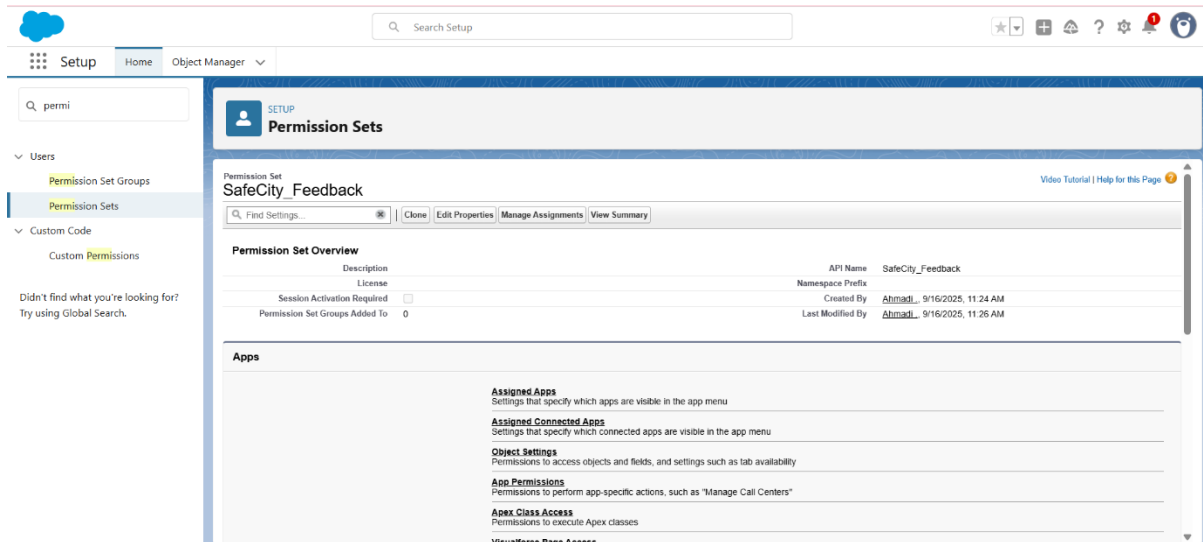 Search Setup
1
Setup
Home
Object Manager
permi
Users
Permission Set Groups
Permission Sets
Custom Code
Custom Permissions
Didn't find what you're looking for?
Try using Global Search.
SETUP
Permission Sets
Permission Set
SafeCity_Feedback
Video Tutorial | Help for this Page
Find Settings... | Clone Edit Properties Manage Assignments View Summary
Permission Set Overview
Description API Name SafeCity_Feedback
License Namespace Prefix
Session Activation Required Created By Ahmadi ., 9/16/2025, 11:24 AM
Permission Set Groups Added To 0 Last Modified By Ahmadi ., 9/16/2025, 11:26 AM
Apps
Assigned Apps
Settings that specify which apps are visible in the app menu
Assigned Connected Apps
Settings that specify which connected apps are visible in the app menu
Object Settings
Permissions to access objects and fields, and settings such as tab availability
App Permissions
Permissions to perform app-specific actions, such as "Manage Call Centers"
Apex Class Access
Permissions to execute Apex classes
Visualforce Page Access